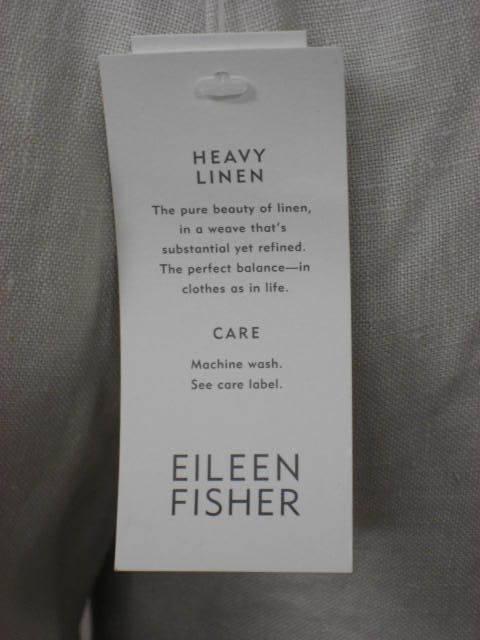 HEAVY
LINEN
The pure beauty of linen,
in a weave that's
substantial yet refined.
The perfect balance—in
clothes as in life.
CARE
Machine wash.
See care label.
EILEEN
FISHER